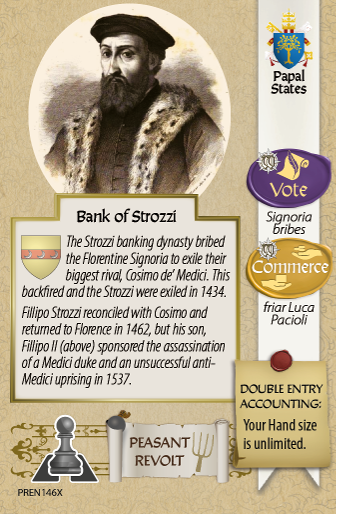 Papal
States
Vote
Signoria
bribes
Commerce
friar Luca
Pacioli
Bank of Strozzi
The Strozzi banking dynasty bribed
the Florentine Signoria to exile their
biggest rival, Cosimo de' Medici. This
backfired and the Strozzi were exiled in 1434.
Fillipo Strozzi reconciled with Cosimo and
returned to Florence in 1462, but his son,
Fillipo II (above) sponsored the assassination
of a Medici duke and an unsuccessful anti-
Medici uprising in 1537.
DOUBLE ENTRY
ACCOUNTING:
Your Hand size
is unlimited.
PEASANT
REVOLT
PREN146X